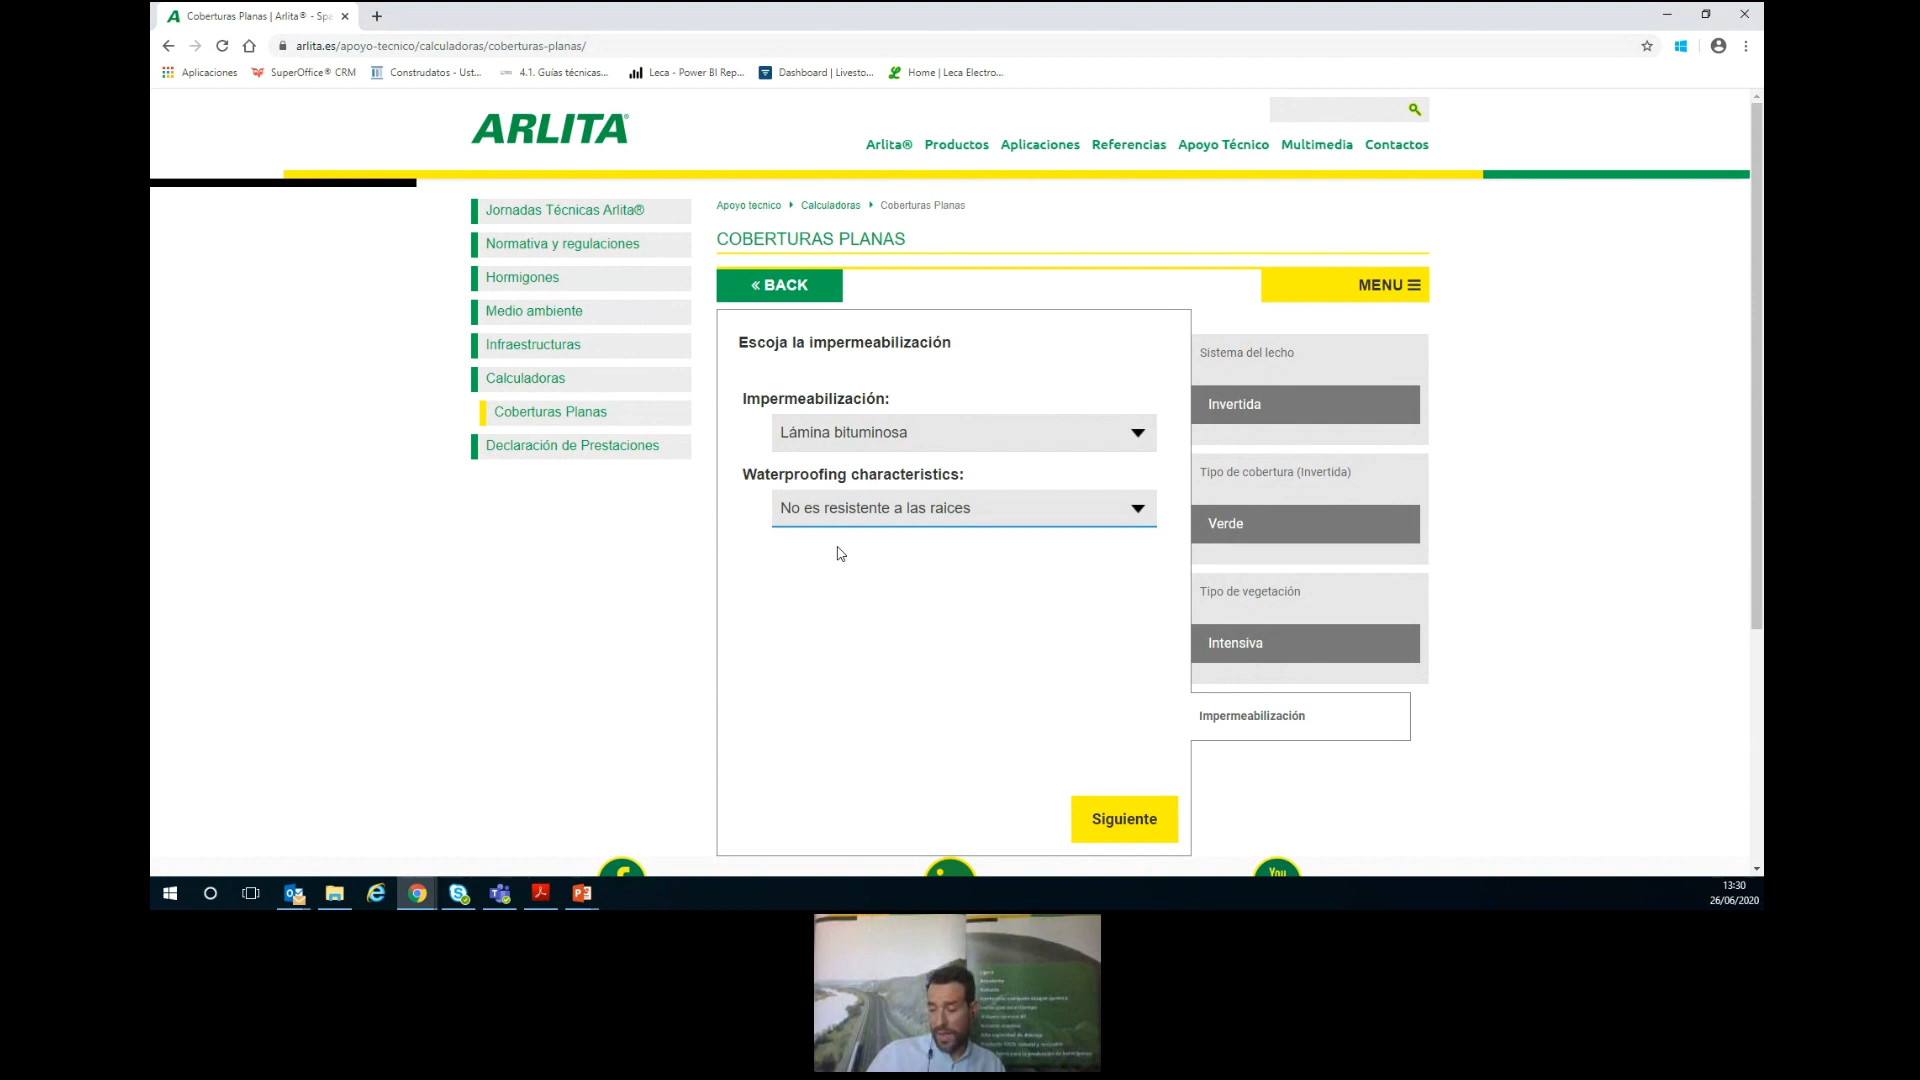 Coberturas Planas | Arlita® - Spa
arlita.es/apoyo-tecnico/calculadoras/coberturas-planas/
Aplicaciones
SuperOffice® CRM
Construdatos - Ust...
4.1. Guías técnicas...
Leca - Power BI Rep...
Dashboard | Livesto...
Home | Leca Electro...
ARLITA®
Arlita® Productos Aplicaciones Referencias Apoyo Técnico Multimedia Contactos
Jornadas Técnicas Arlita®
Normativa y regulaciones
Hormigones
Medio ambiente
Infraestructuras
Calculadoras
Coberturas Planas
Declaración de Prestaciones
Apoyo tecnico Calculadoras Coberturas Planas
COBERTURAS PLANAS
« BACK
MENU
Escoja la impermeabilización
Impermeabilización:
Lámina bituminosa
Waterproofing characteristics:
No es resistente a las raices
Siguiente
Sistema del lecho
Invertida
Tipo de cobertura (Invertida)
Verde
Tipo de vegetación
Intensiva
Impermeabilización
You
13:30
26/06/2020